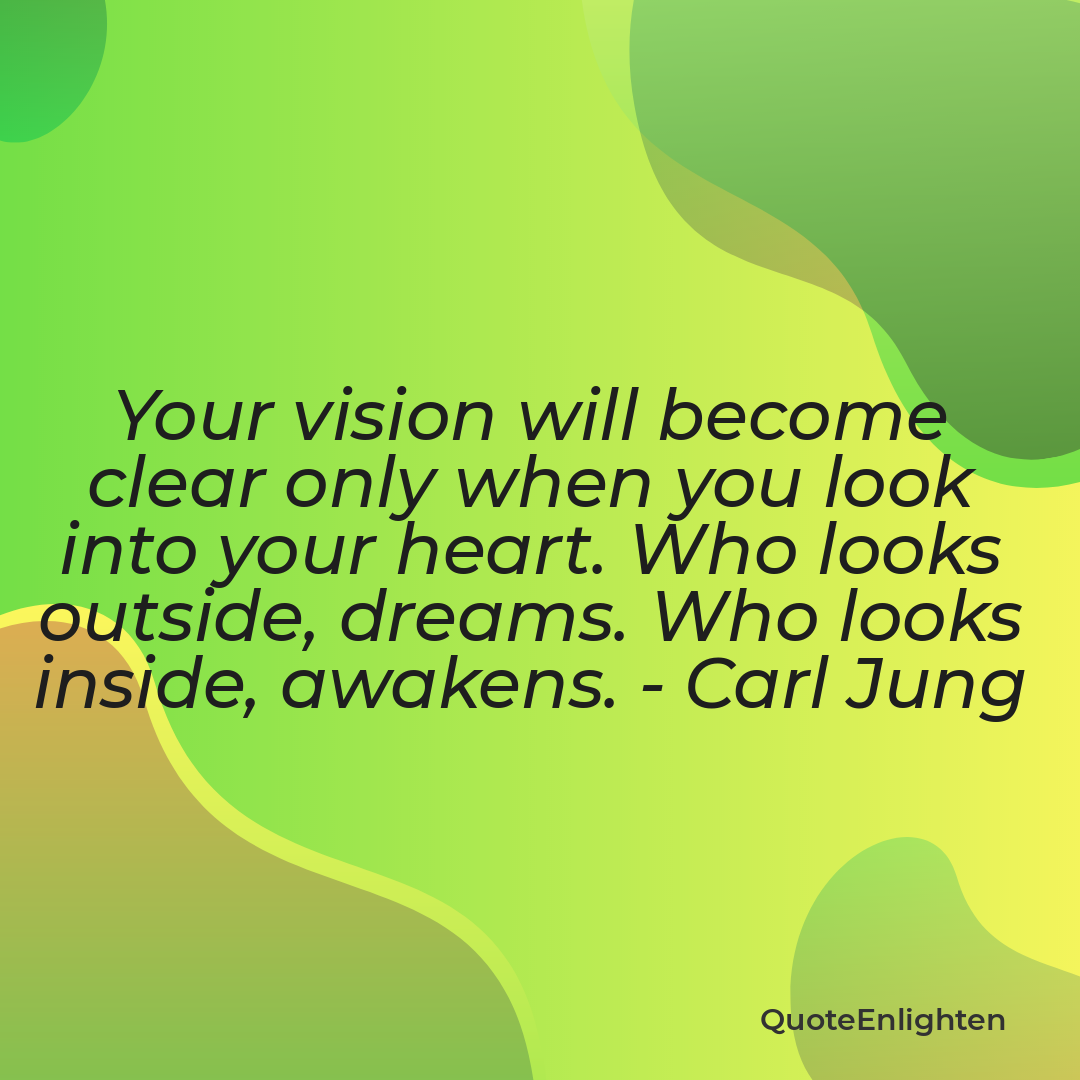 Your vision will become
clear only when you look
into your heart. Who looks
outside, dreams. Who looks
inside, awakens. - Carl Jung
QuoteEnlighten